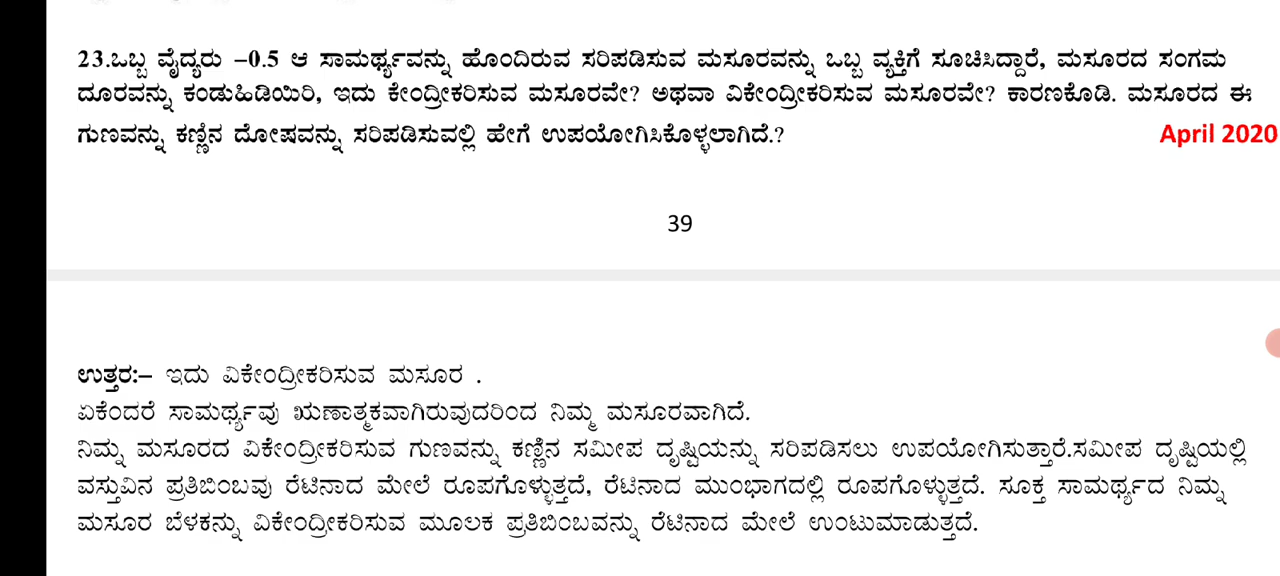 23.ಒಬ್ಬ ವೈದ್ಯರು –0.5 ಆ ಸಾಮರ್ಥ್ಯವನ್ನು ಹೊಂದಿರುವ ಸರಿಪಡಿಸುವ ಮಸೂರವನ್ನು ಒಬ್ಬ ವ್ಯಕ್ತಿಗೆ ಸೂಚಿಸಿದ್ದಾರೆ, ಮಸೂರದ ಸಂಗಮ
ದೂರವನ್ನು ಕಂಡುಹಿಡಿಯಿರಿ, ಇದು ಕೇಂದ್ರೀಕರಿಸುವ ಮಸೂರವೇ? ಅಥವಾ ವಿಕೇಂದ್ರೀಕರಿಸುವ ಮಸೂರವೇ? ಕಾರಣಕೊಡಿ. ಮಸೂರದ ಈ
ಗುಣವನ್ನು ಕಣ್ಣಿನ ದೋಷವನ್ನು ಸರಿಪಡಿಸುವಲ್ಲಿ ಹೇಗೆ ಉಪಯೋಗಿಸಿಕೊಳ್ಳಲಾಗಿದೆ.? April 2020
39
ಉತ್ತರ:– ಇದು ವಿಕೇಂದ್ರೀಕರಿಸುವ ಮಸೂರ .
ಏಕೆಂದರೆ ಸಾಮರ್ಥ್ಯವು ಋಣಾತ್ಮಕವಾಗಿರುವುದರಿಂದ ನಿಮ್ನ ಮಸೂರವಾಗಿದೆ.
ನಿಮ್ನ ಮಸೂರದ ವಿಕೇಂದ್ರೀಕರಿಸುವ ಗುಣವನ್ನು ಕಣ್ಣಿನ ಸಮೀಪ ದೃಷ್ಟಿಯನ್ನು ಸರಿಪಡಿಸಲು ಉಪಯೋಗಿಸುತ್ತಾರೆ.ಸಮೀಪ ದೃಷ್ಟಿಯಲ್ಲಿ
ವಸ್ತುವಿನ ಪ್ರತಿಬಿಂಬವು ರೆಟಿನಾದ ಮೇಲೆ ರೂಪಗೊಳ್ಳುತ್ತದೆ, ರೆಟಿನಾದ ಮುಂಭಾಗದಲ್ಲಿ ರೂಪಗೊಳ್ಳುತ್ತದೆ. ಸೂಕ್ತ ಸಾಮರ್ಥ್ಯದ ನಿಮ್ನ
ಮಸೂರ ಬೆಳಕನ್ನು ವಿಕೇಂದ್ರೀಕರಿಸುವ ಮೂಲಕ ಪ್ರತಿಬಿಂಬವನ್ನು ರೆಟಿನಾದ ಮೇಲೆ ಉಂಟುಮಾಡುತ್ತದೆ.